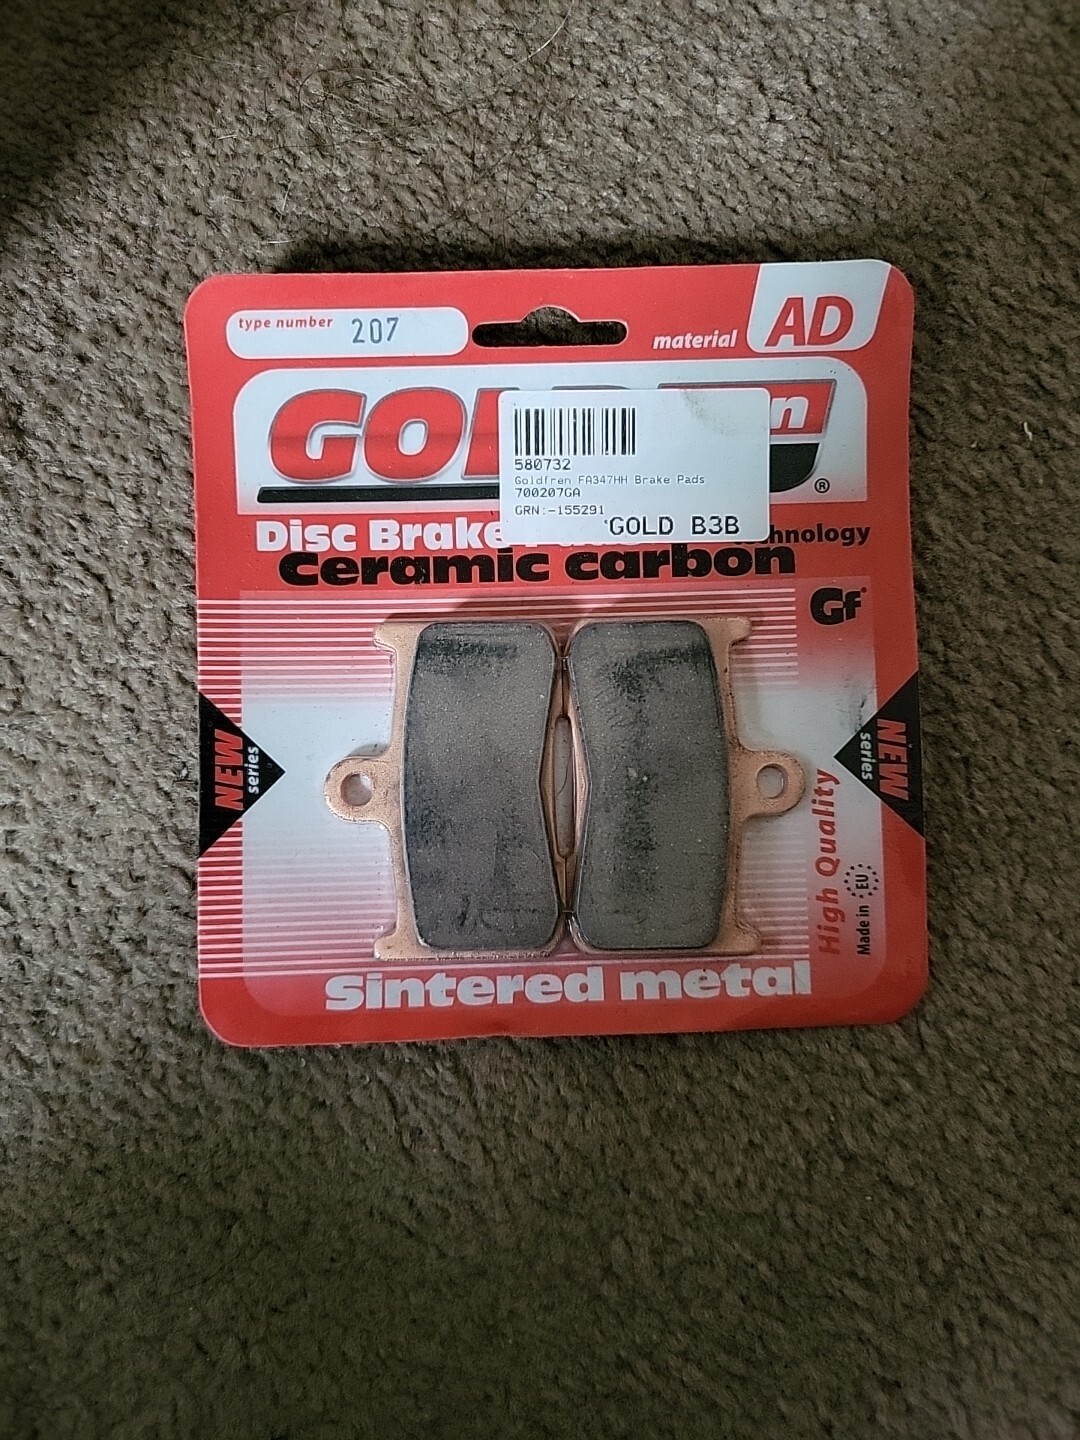 type number 207
material AD
GOL n ®
580732
Goldfren FA347HH Brake Pads
700207GA
GRN:-155291
GOLD B3B
Disc Brake hnology
Ceramic carbon
Gf
NEW
series
NEW
series
High Quality
Made in EU
Sintered metal